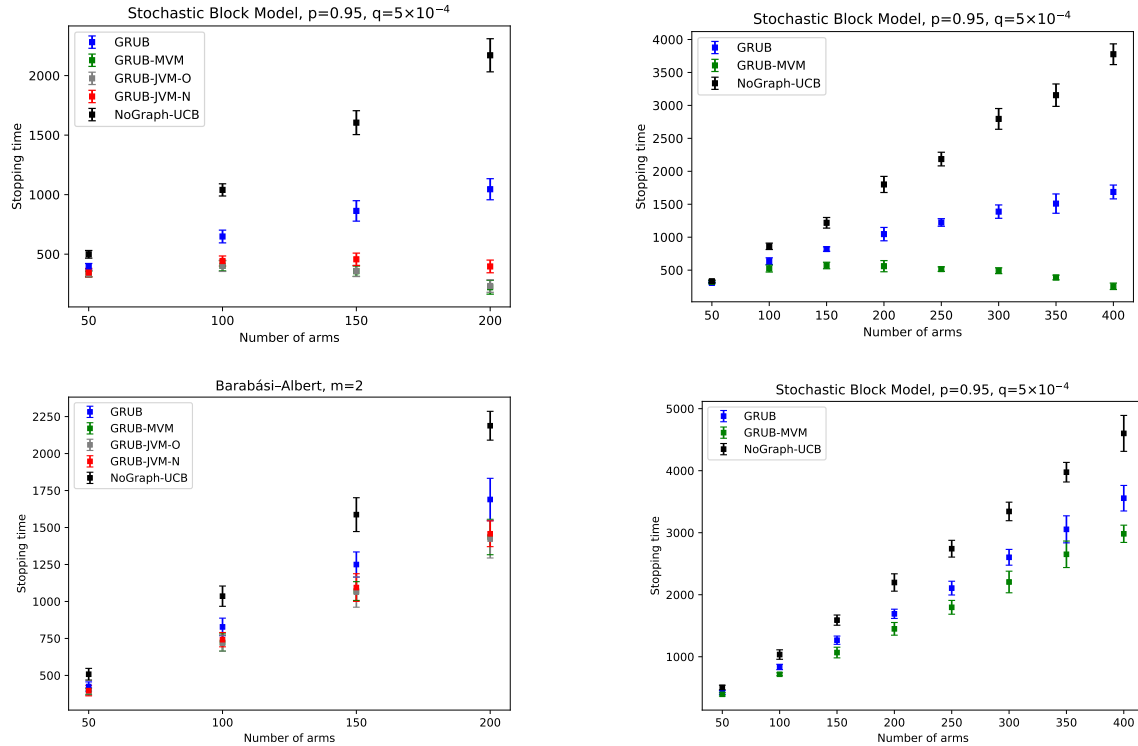 Stochastic Block Model, p=0.95, q=5×10⁻⁴
GRUB
GRUB-MVM
GRUB-JVM-O
GRUB-JVM-N
NoGraph-UCB
Stopping time
2000
1500
1000
500
50 100 150 200
Number of arms
Stochastic Block Model, p=0.95, q=5×10⁻⁴
GRUB
GRUB-MVM
NoGraph-UCB
Stopping time
4000
3500
3000
2500
2000
1500
1000
500
50 100 150 200 250 300 350 400
Number of arms
Barabási–Albert, m=2
GRUB
GRUB-MVM
GRUB-JVM-O
GRUB-JVM-N
NoGraph-UCB
Stopping time
2250
2000
1750
1500
1250
1000
750
500
50 100 150 200
Number of arms
Stochastic Block Model, p=0.95, q=5×10⁻⁴
GRUB
GRUB-MVM
NoGraph-UCB
Stopping time
5000
4000
3000
2000
1000
50 100 150 200 250 300 350 400
Number of arms